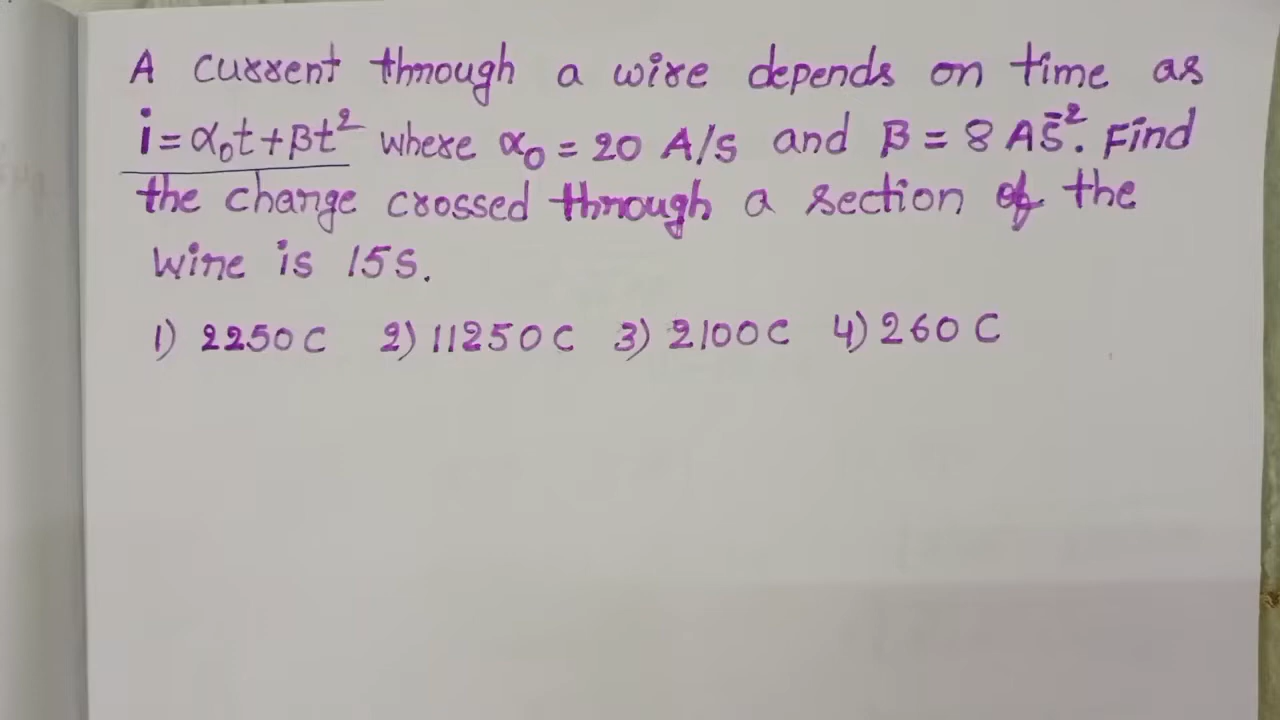 A current through a wire depends on time as
i = α₀t + βt² where α₀ = 20 A/s and β = 8 As⁻². Find
the charge crossed through a section of the
wire is 15s.
1) 2250 C 2) 11250 C 3) 2100 C 4) 260 C